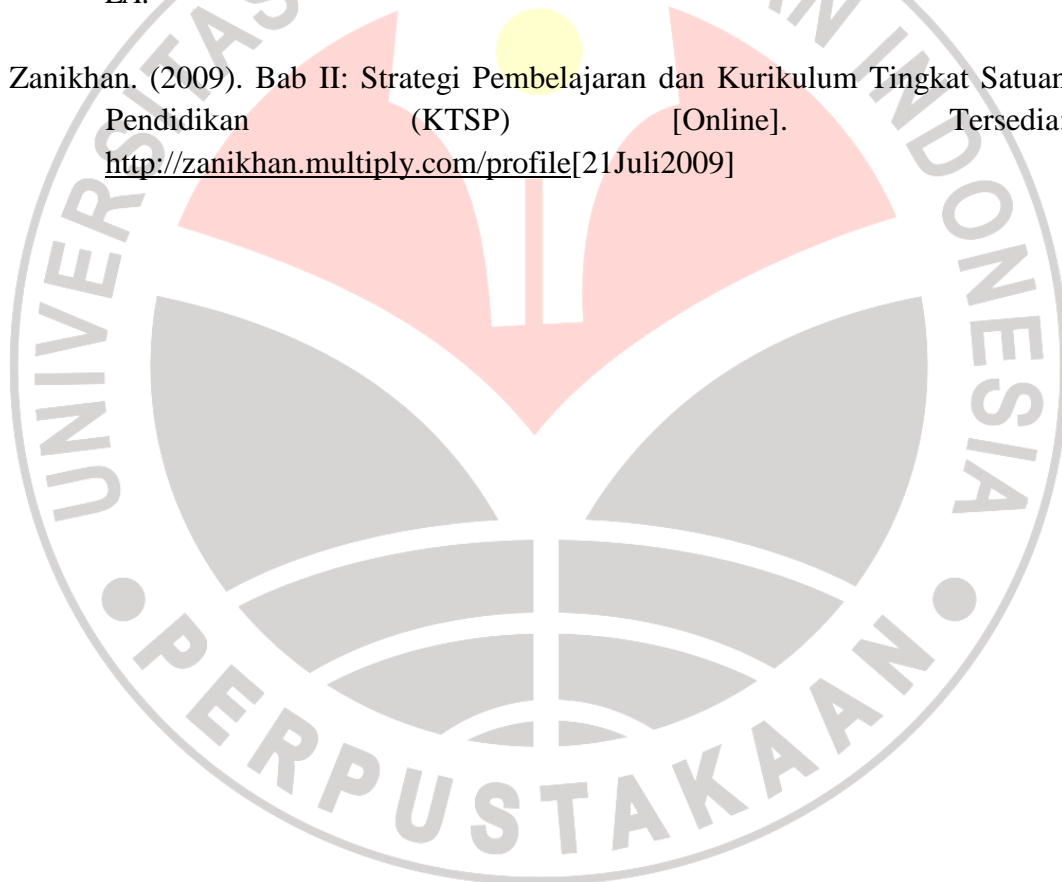 Zanikhan. (2009). Bab II: Strategi Pembelajaran dan Kurikulum Tingkat Satuan
Pendidikan (KTSP) [Online]. Tersedia:
http://zanikhan.multiply.com/profile[21Juli2009]
UNIVERSITAS
AN INDONESIA
PERPUSTAKAAN